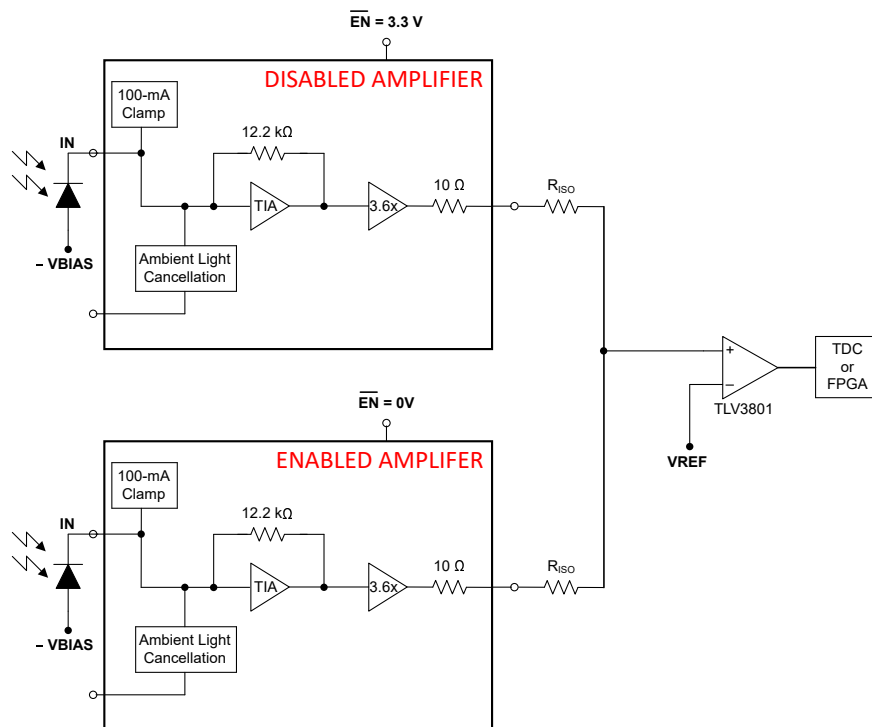 EN = 3.3 V
DISABLED AMPLIFIER
100-mA
Clamp
IN
12.2 kΩ
TIA
3.6x
10 Ω
RISO
– VBIAS
Ambient Light
Cancellation
+
–
TLV3801
VREF
TDC
or
FPGA
EN = 0V
ENABLED AMPLIFER
100-mA
Clamp
IN
12.2 kΩ
TIA
3.6x
10 Ω
RISO
– VBIAS
Ambient Light
Cancellation